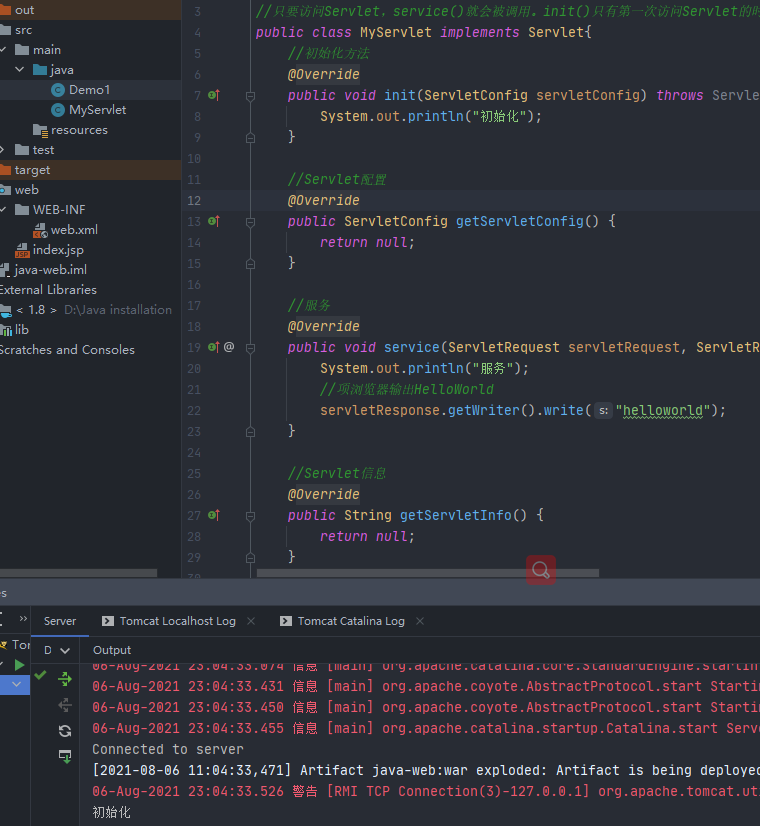 out
src
main
java
Demo1
MyServlet
resources
test
target
web
WEB-INF
web.xml
index.jsp
java-web.iml
External Libraries
< 1.8 > D:\Java installation
lib
Scratches and Consoles
3 //只要访问Servlet，service()就会被调用。init()只有第一次访问Servlet的时
4 public class MyServlet implements Servlet{
5 //初始化方法
6 @Override
7 public void init(ServletConfig servletConfig) throws Servlet
8 System.out.println("初始化");
9 }
10
11 //Servlet配置
12 @Override
13 public ServletConfig getServletConfig() {
14 return null;
15 }
16
17 //服务
18 @Override
19 @ public void service(ServletRequest servletRequest, ServletR
20 System.out.println("服务");
21 //项浏览器输出HelloWorld
22 servletResponse.getWriter().write( s: "helloworld");
23 }
24
25 //Servlet信息
26 @Override
27 public String getServletInfo() {
28 return null;
29 }
30
es
Server Tomcat Localhost Log Tomcat Catalina Log
Tor
D Output
06-Aug-2021 23:04:33.074 信息 [main] org.apache.catalina.core.StandardEngine.startIn
06-Aug-2021 23:04:33.431 信息 [main] org.apache.coyote.AbstractProtocol.start Startin
06-Aug-2021 23:04:33.450 信息 [main] org.apache.coyote.AbstractProtocol.start Startin
06-Aug-2021 23:04:33.455 信息 [main] org.apache.catalina.startup.Catalina.start Serve
Connected to server
[2021-08-06 11:04:33,471] Artifact java-web:war exploded: Artifact is being deployed
06-Aug-2021 23:04:33.526 警告 [RMI TCP Connection(3)-127.0.0.1] org.apache.tomcat.uti
初始化